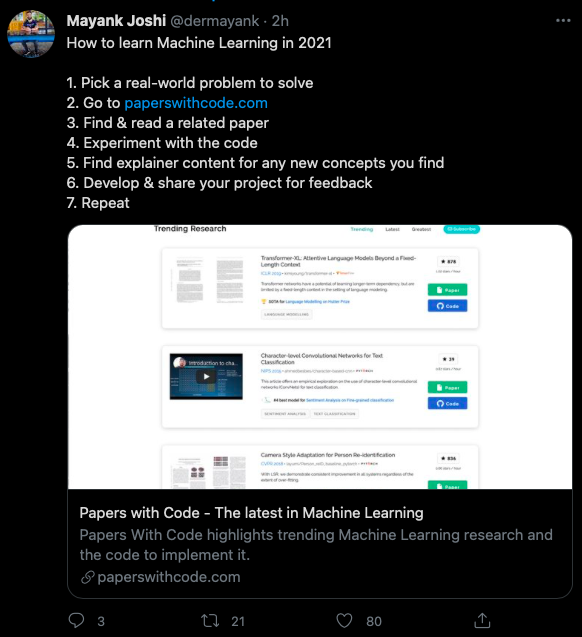 Mayank Joshi @dermayank · 2h
How to learn Machine Learning in 2021
1. Pick a real-world problem to solve
2. Go to paperswithcode.com
3. Find & read a related paper
4. Experiment with the code
5. Find explainer content for any new concepts you find
6. Develop & share your project for feedback
7. Repeat
Trending Research
Trending Latest Greatest Subscribe
Transformer-XL: Attentive Language Models Beyond a Fixed-
Length Context
★ 878
Transformer networks have a potential of learning longer-term dependency, but are
limited by a fixed-length context in the setting of language modeling.
Paper
SOTA for Language Modelling on Hutter Prize
Code
LANGUAGE MODELLING
Introduction to cha...
Character-level Convolutional Networks for Text
Classification
★ 29
This article offers an empirical exploration on the use of character-level convolutional
networks (ConvNets) for text classification.
Paper
#4 best model for Sentiment Analysis on Fine-grained classification
Code
SENTIMENT ANALYSIS TEXT CLASSIFICATION
Camera Style Adaptation for Person Re-identification
★ 836
With LSR, we demonstrate consistent improvement in all systems regardless of the
extent of over-fitting.
Paper
Papers with Code - The latest in Machine Learning
Papers With Code highlights trending Machine Learning research and
the code to implement it.
paperswithcode.com
3 21 80